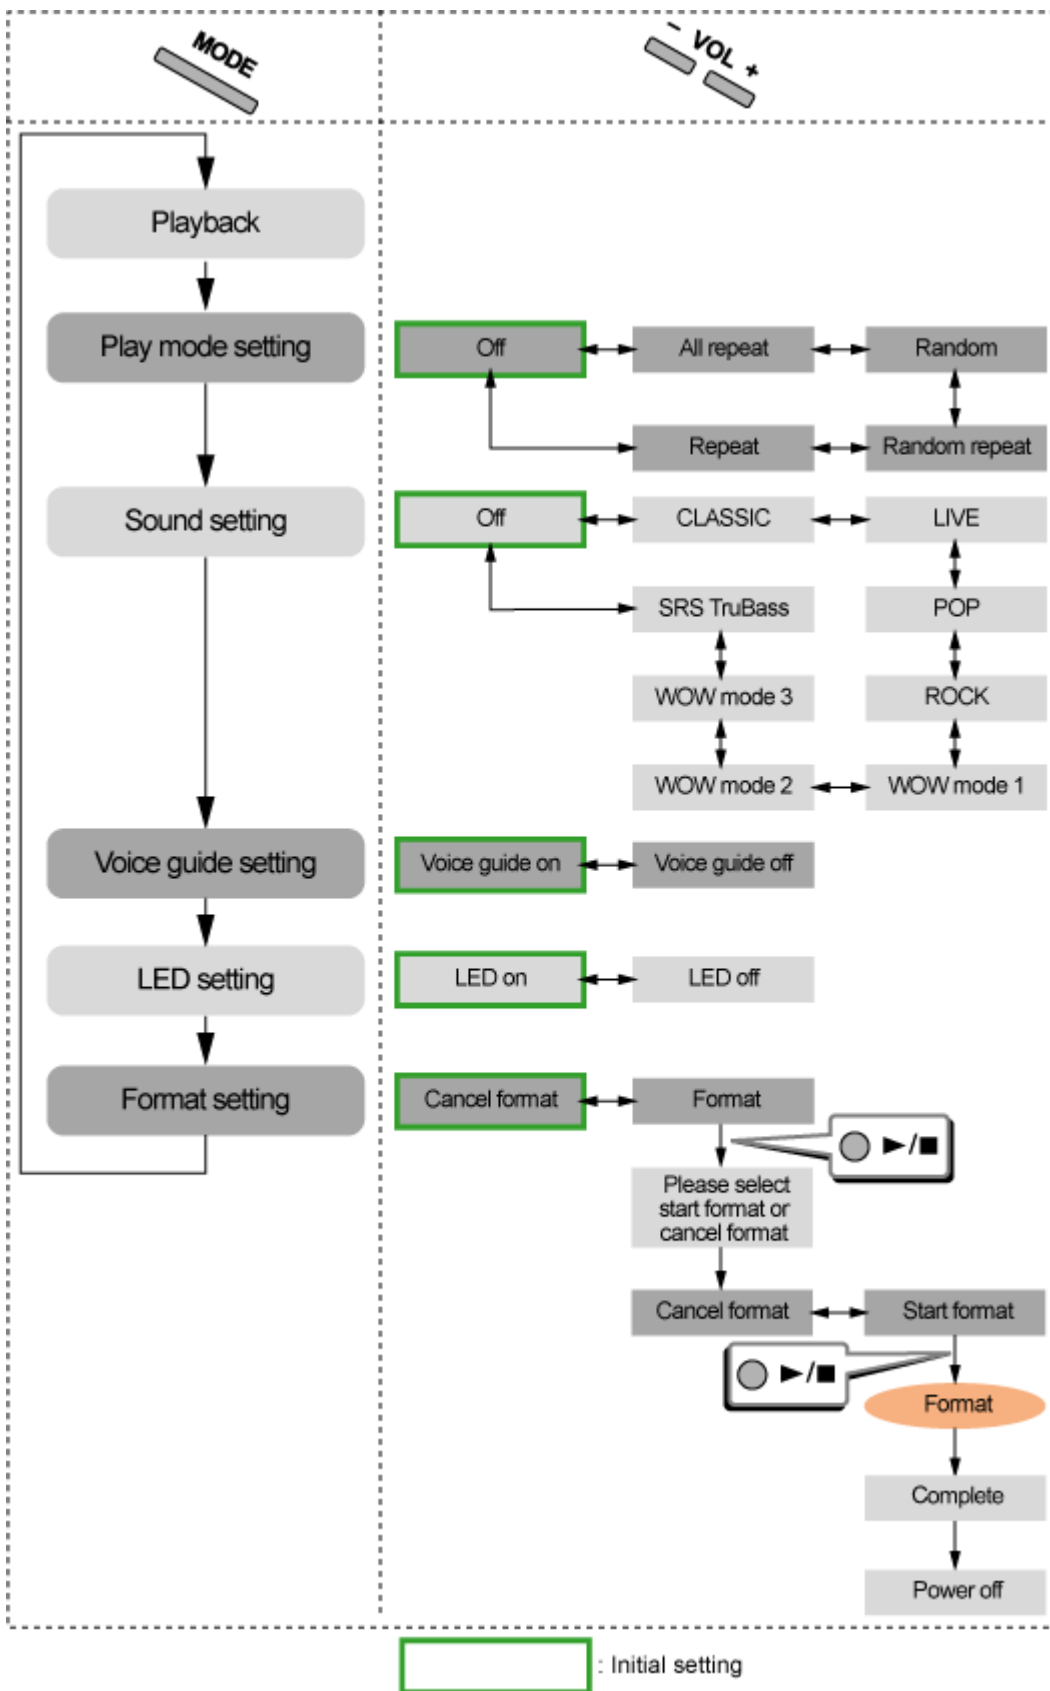 MODE
- VOL +
Playback
Play mode setting
Off
All repeat
Random
Repeat
Random repeat
Sound setting
Off
CLASSIC
LIVE
SRS TruBass
POP
WOW mode 3
ROCK
WOW mode 2
WOW mode 1
Voice guide setting
Voice guide on
Voice guide off
LED setting
LED on
LED off
Format setting
Cancel format
Format
►/■
Please select
start format or
cancel format
Cancel format
Start format
►/■
Format
Complete
Power off
: Initial setting